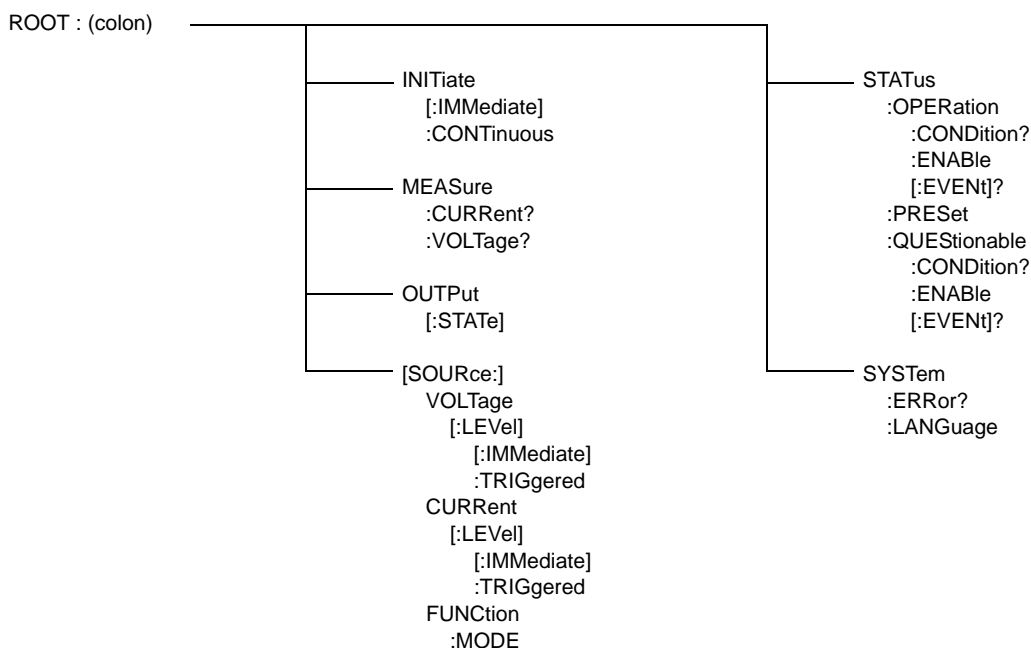 ROOT : (colon)
INITiate
[:IMMediate]
:CONTinuous
MEASure
:CURRent?
:VOLTage?
OUTPut
[:STATe]
[SOURce:]
VOLTage
[:LEVel]
[:IMMediate]
:TRIGgered
CURRent
[:LEVel]
[:IMMediate]
:TRIGgered
FUNCtion
:MODE
STATus
:OPERation
:CONDition?
:ENABle
[:EVENt]?
:PRESet
:QUEStionable
:CONDition?
:ENABle
[:EVENt]?
SYSTem
:ERRor?
:LANGuage